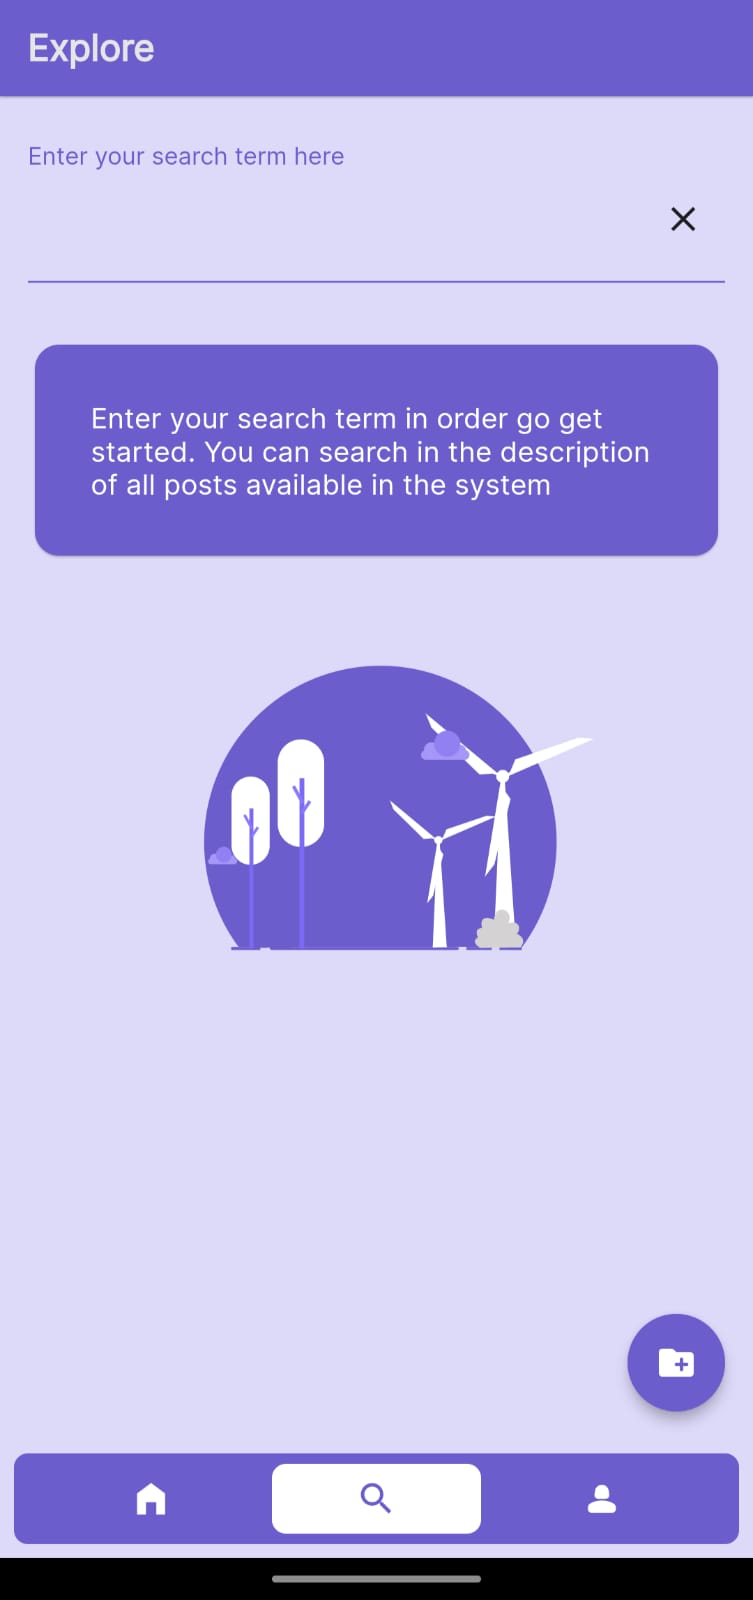 Explore
Enter your search term here
Enter your search term in order go get
started. You can search in the description
of all posts available in the system